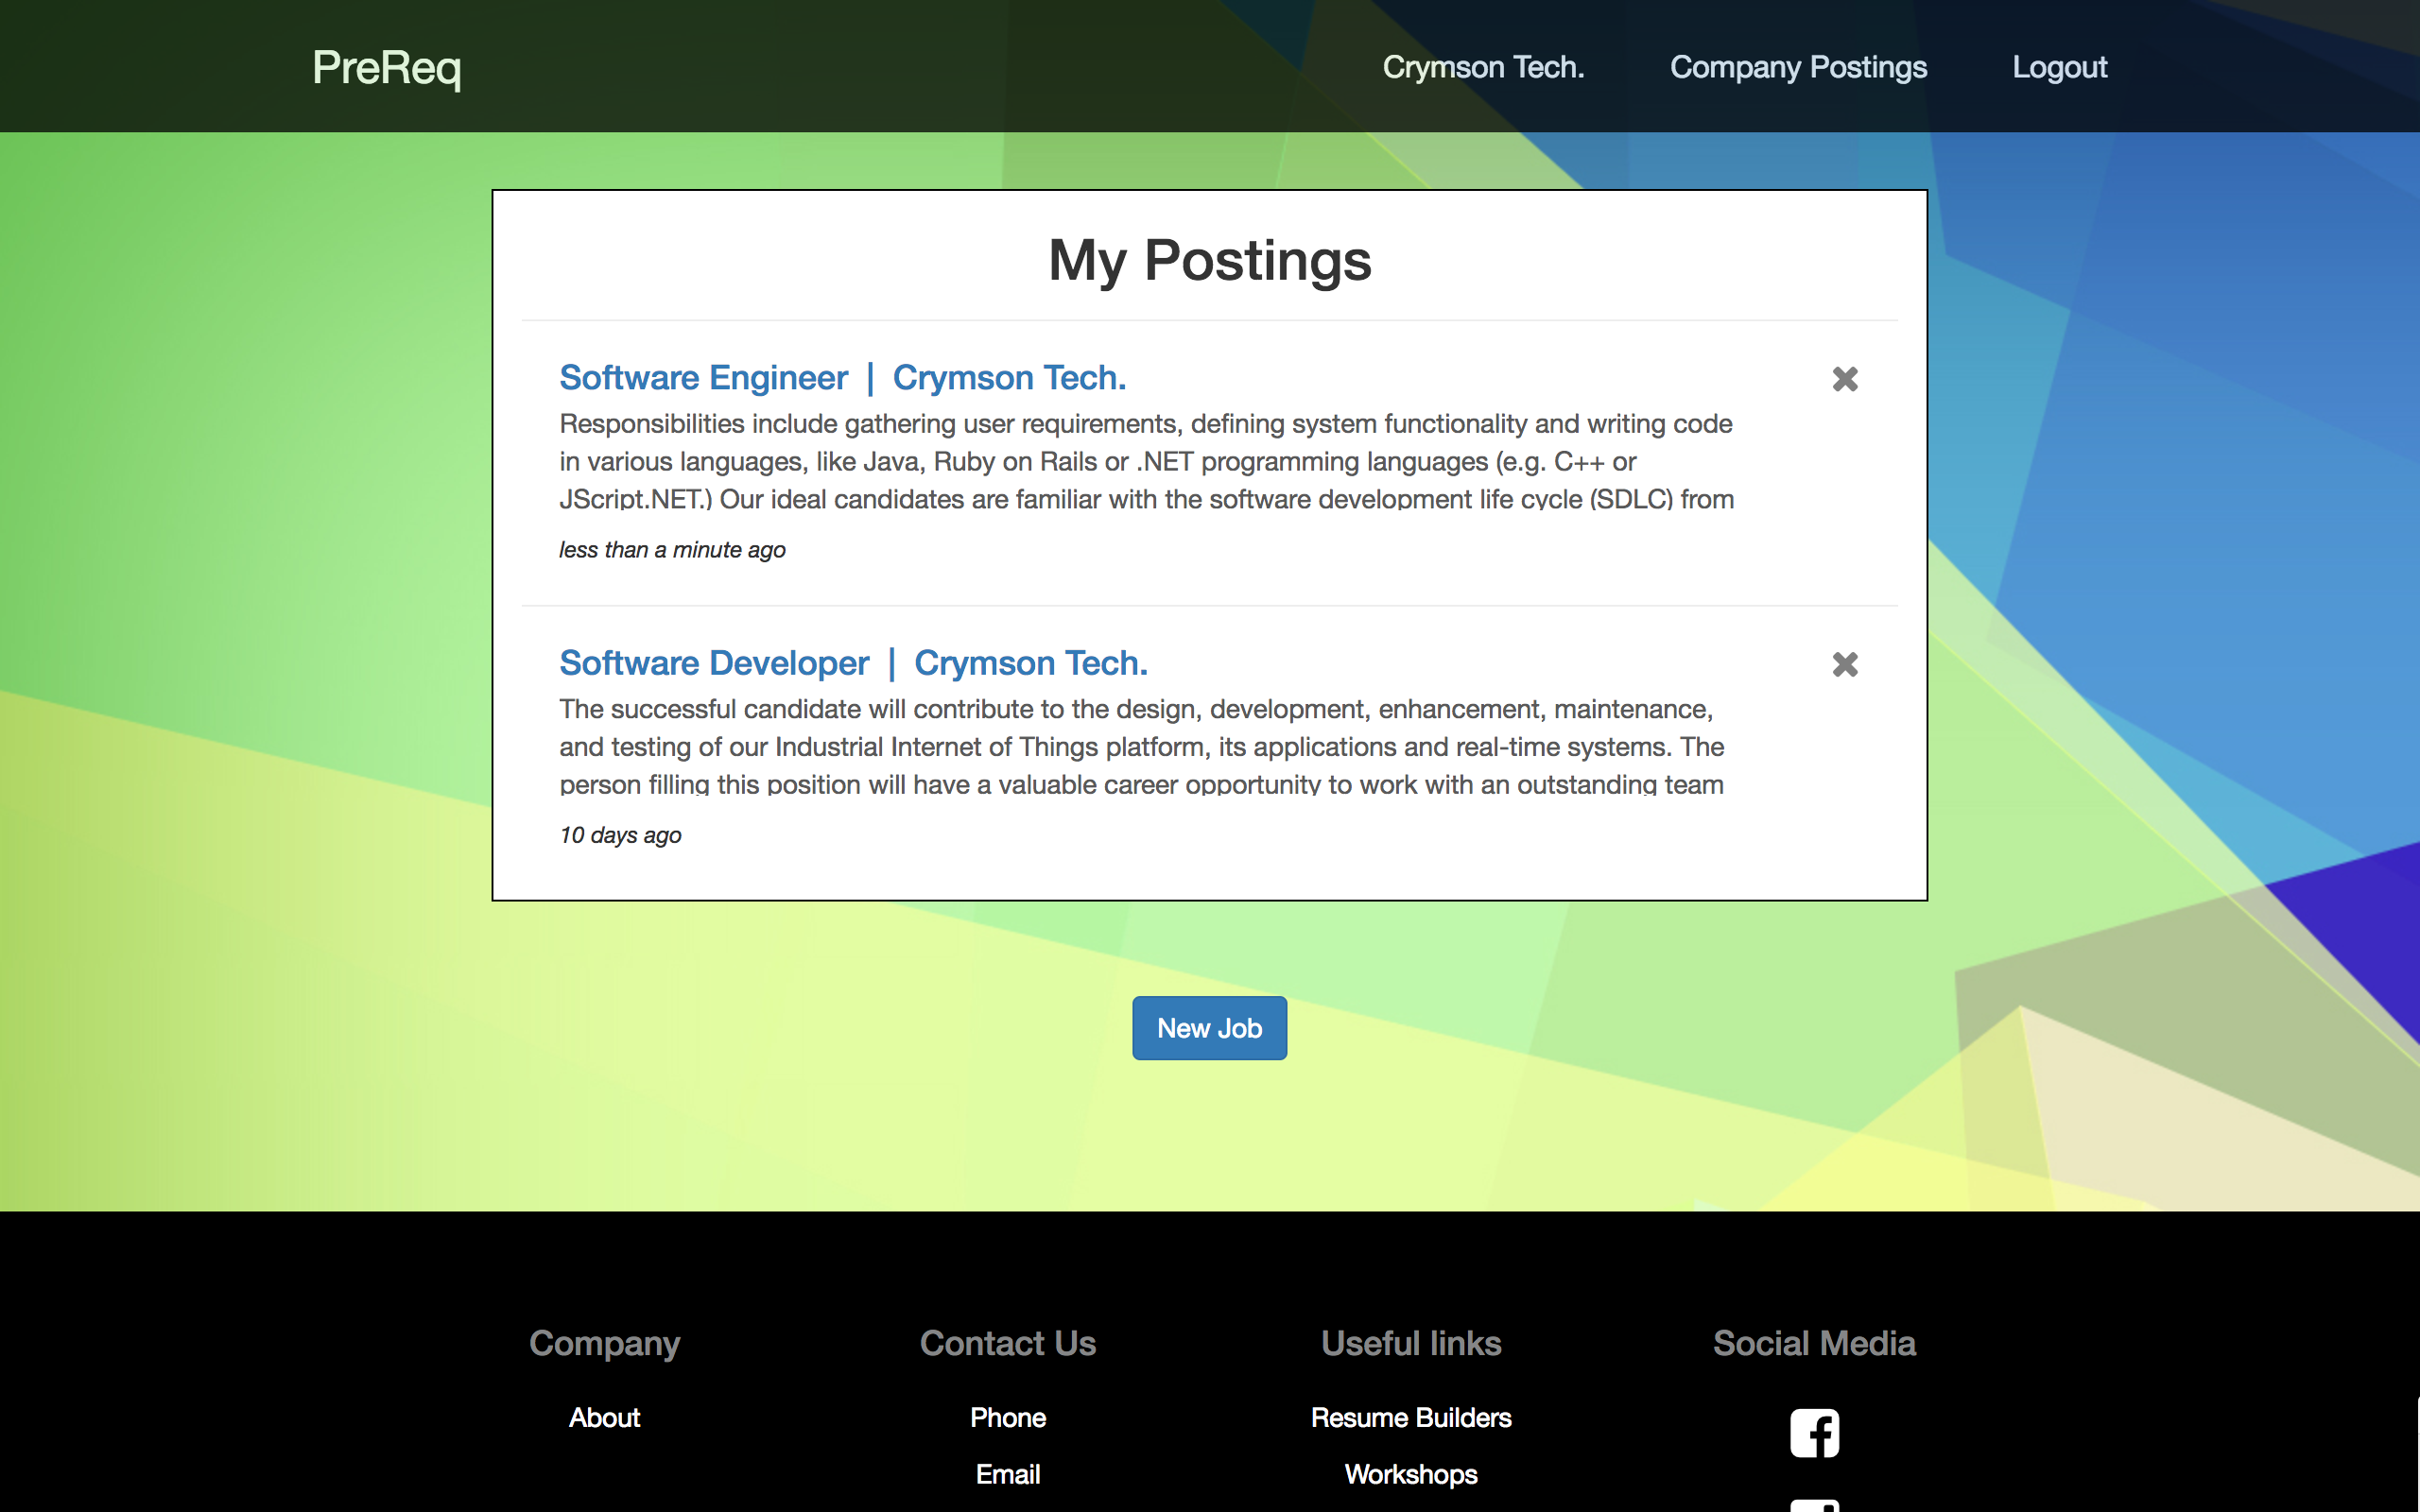 PreReq
Crymson Tech.
Company Postings
Logout
My Postings
Software Engineer | Crymson Tech.
Responsibilities include gathering user requirements, defining system functionality and writing code
in various languages, like Java, Ruby on Rails or .NET programming languages (e.g. C++ or
JScript.NET.) Our ideal candidates are familiar with the software development life cycle (SDLC) from
less than a minute ago
Software Developer | Crymson Tech.
The successful candidate will contribute to the design, development, enhancement, maintenance,
and testing of our Industrial Internet of Things platform, its applications and real-time systems. The
person filling this position will have a valuable career opportunity to work with an outstanding team
10 days ago
New Job
Company
About
Contact Us
Phone
Email
Useful links
Resume Builders
Workshops
Social Media